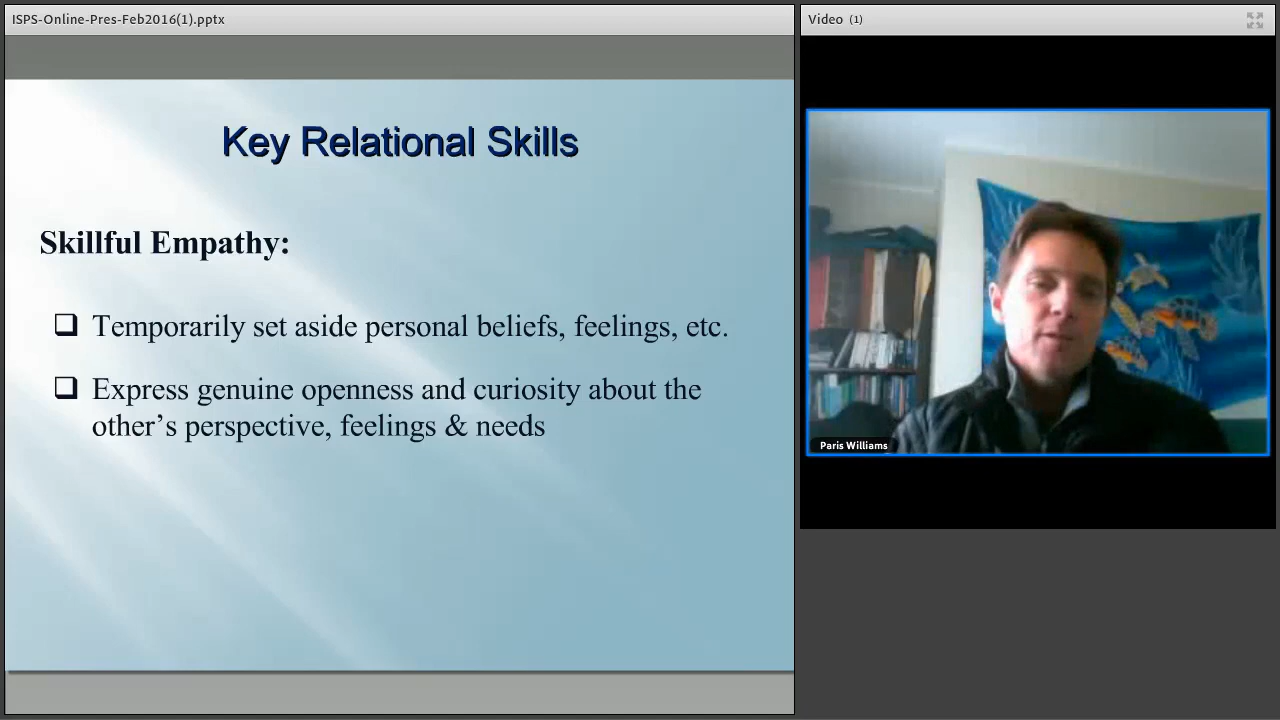 ISPS-Online-Pres-Feb2016(1).pptx
Video (1)
Key Relational Skills
Skillful Empathy:
❑ Temporarily set aside personal beliefs, feelings, etc.
❑ Express genuine openness and curiosity about the
other’s perspective, feelings & needs
Paris Williams